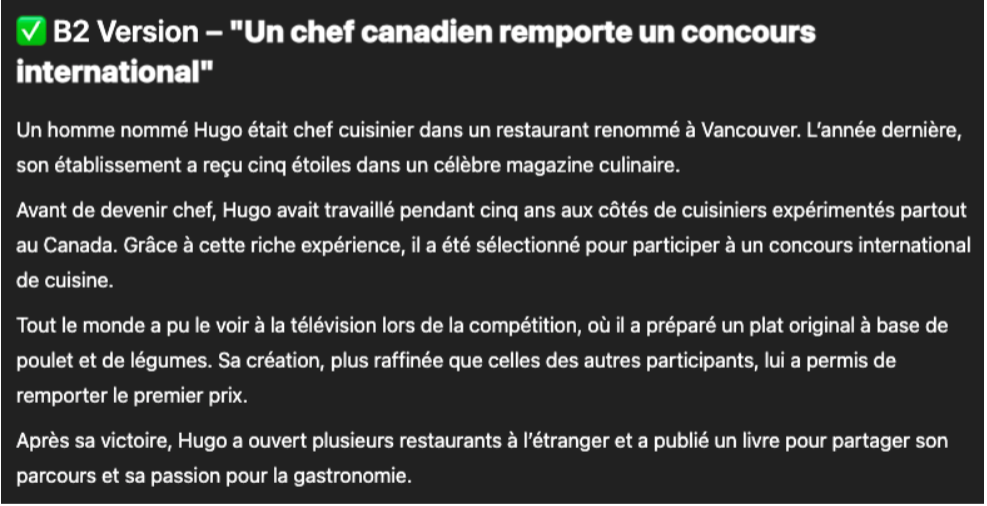 ✅ B2 Version – "Un chef canadien remporte un concours
international"
Un homme nommé Hugo était chef cuisinier dans un restaurant renommé à Vancouver. L’année dernière,
son établissement a reçu cinq étoiles dans un célèbre magazine culinaire.
Avant de devenir chef, Hugo avait travaillé pendant cinq ans aux côtés de cuisiniers expérimentés partout
au Canada. Grâce à cette riche expérience, il a été sélectionné pour participer à un concours international
de cuisine.
Tout le monde a pu le voir à la télévision lors de la compétition, où il a préparé un plat original à base de
poulet et de légumes. Sa création, plus raffinée que celles des autres participants, lui a permis de
remporter le premier prix.
Après sa victoire, Hugo a ouvert plusieurs restaurants à l’étranger et a publié un livre pour partager son
parcours et sa passion pour la gastronomie.